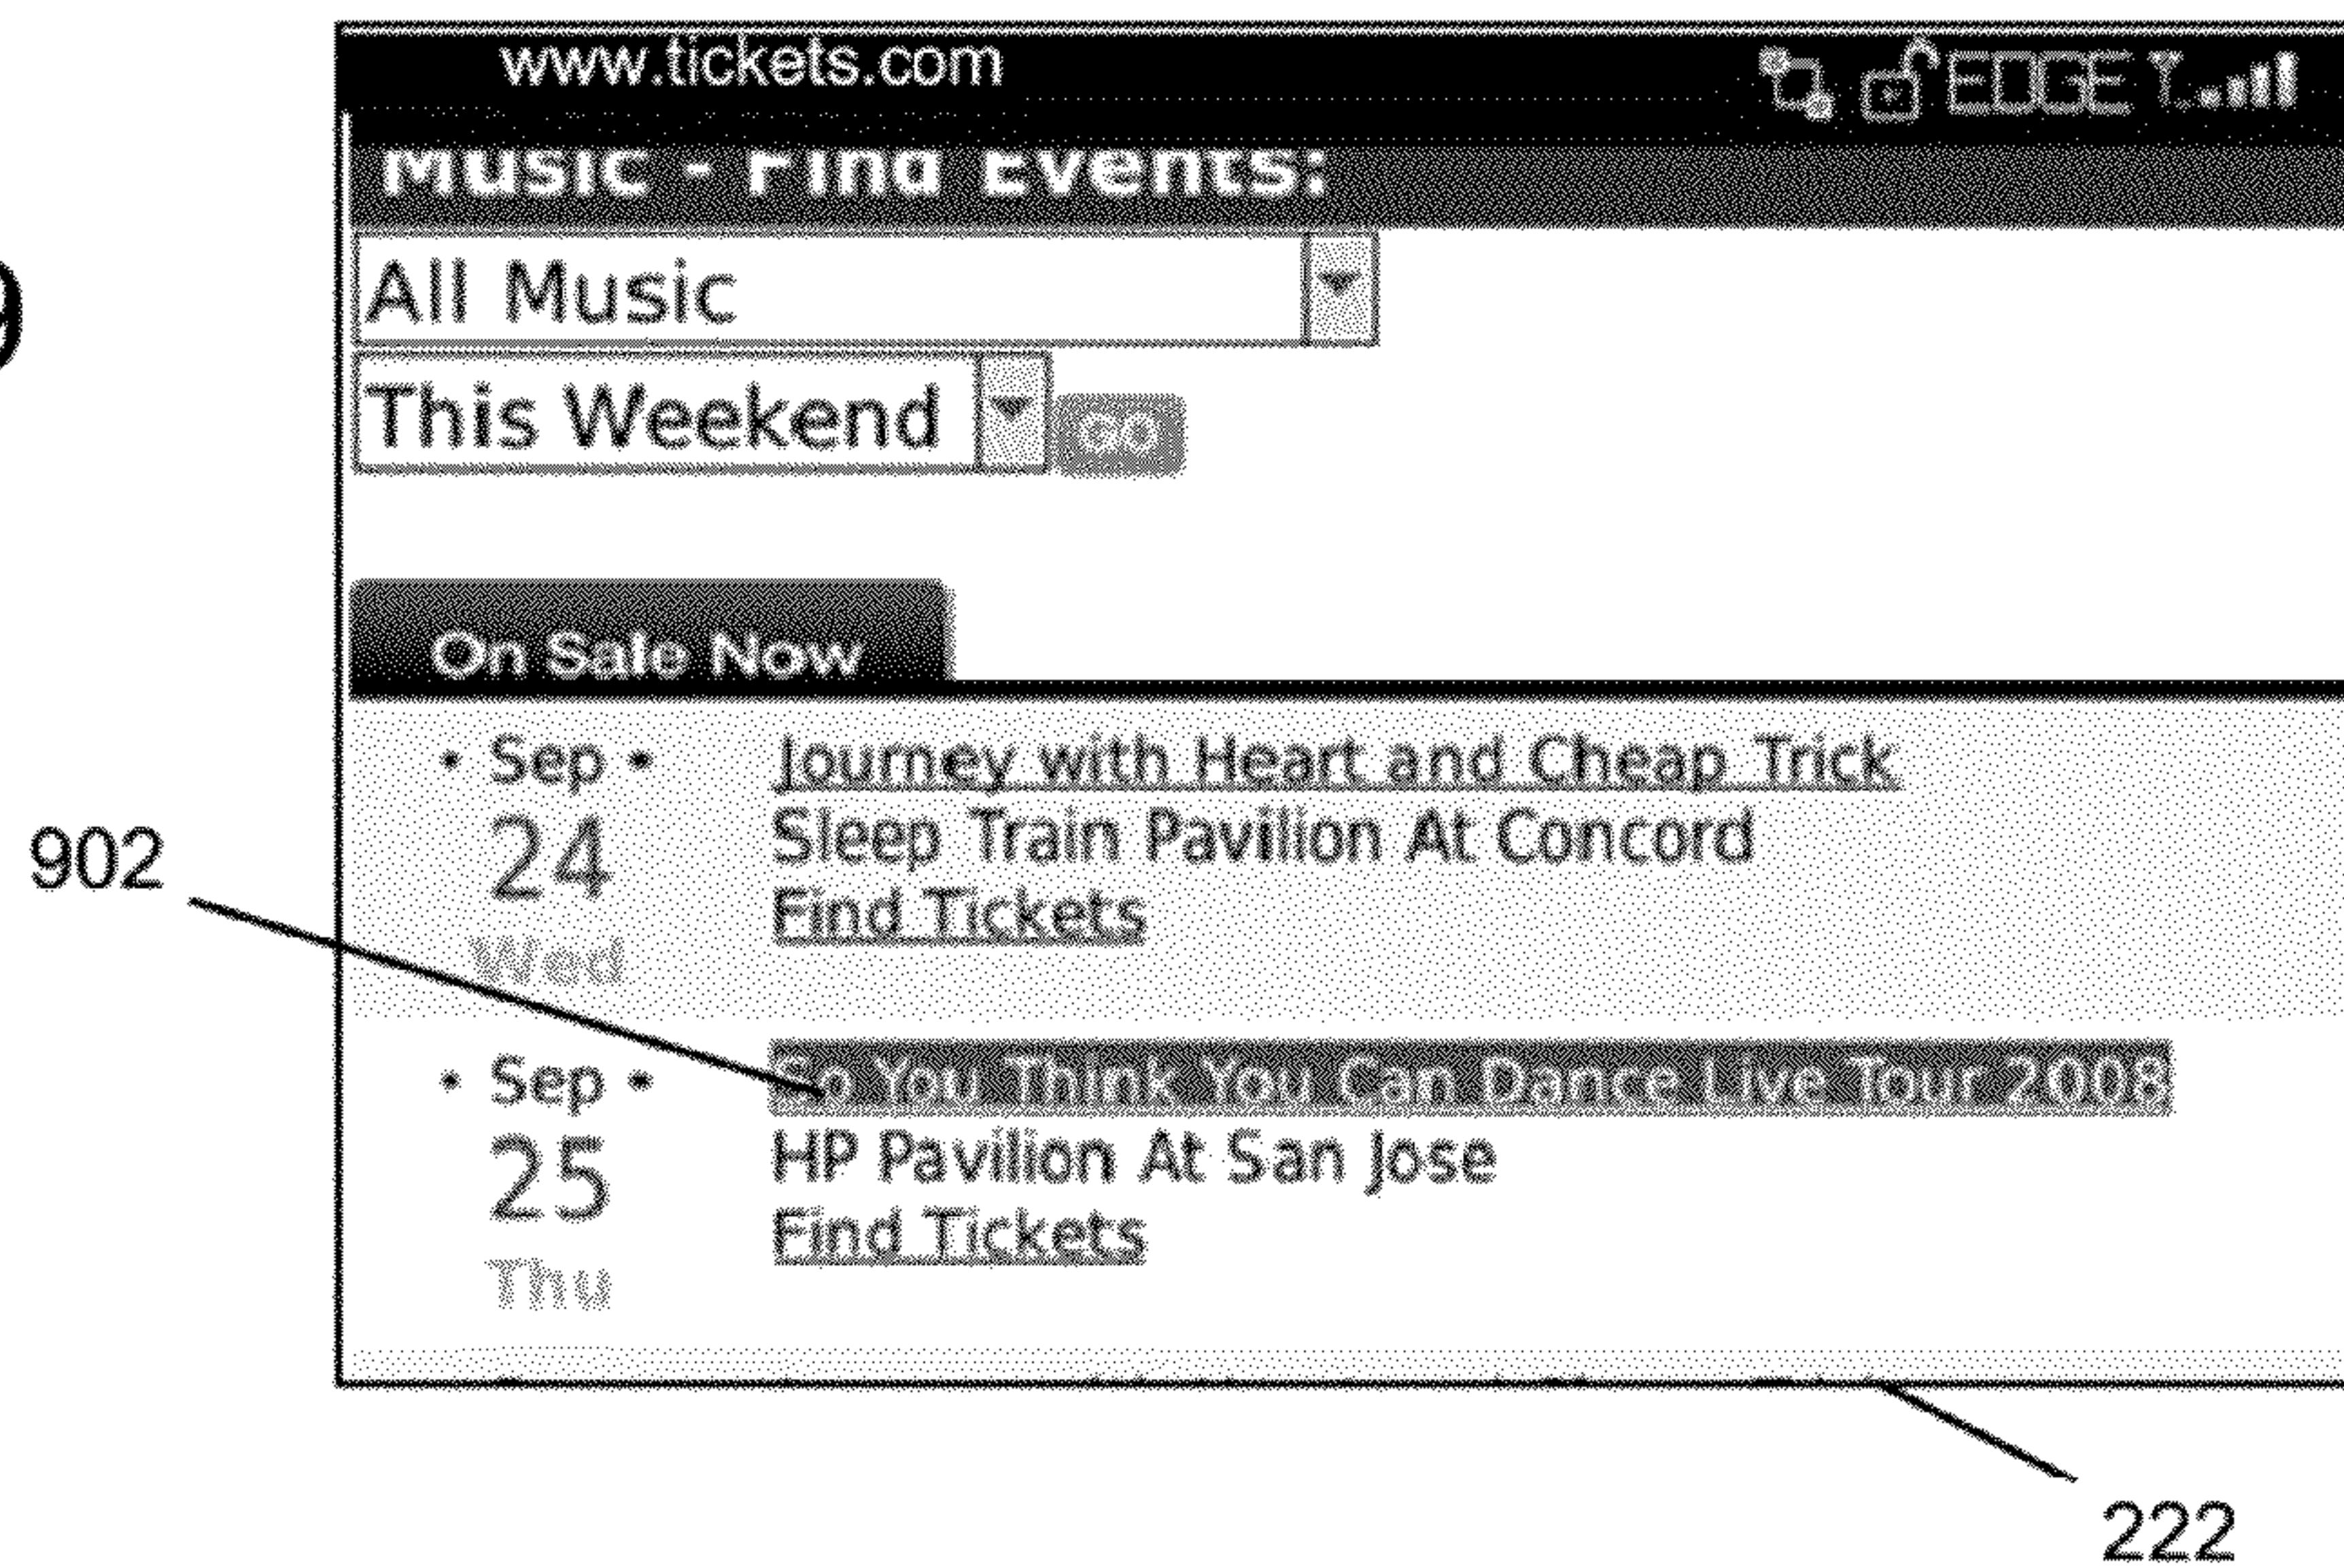 www.tickets.com EDGE
Music - Find Events:
9
All Music
This Weekend GO
On Sale Now
• Sep • Journey with Heart and Cheap Trick
24 Sleep Train Pavilion At Concord
Find Tickets
902
Wed
• Sep • So You Think You Can Dance Live Tour 2008
25 HP Pavilion At San Jose
Find Tickets
Thu
222